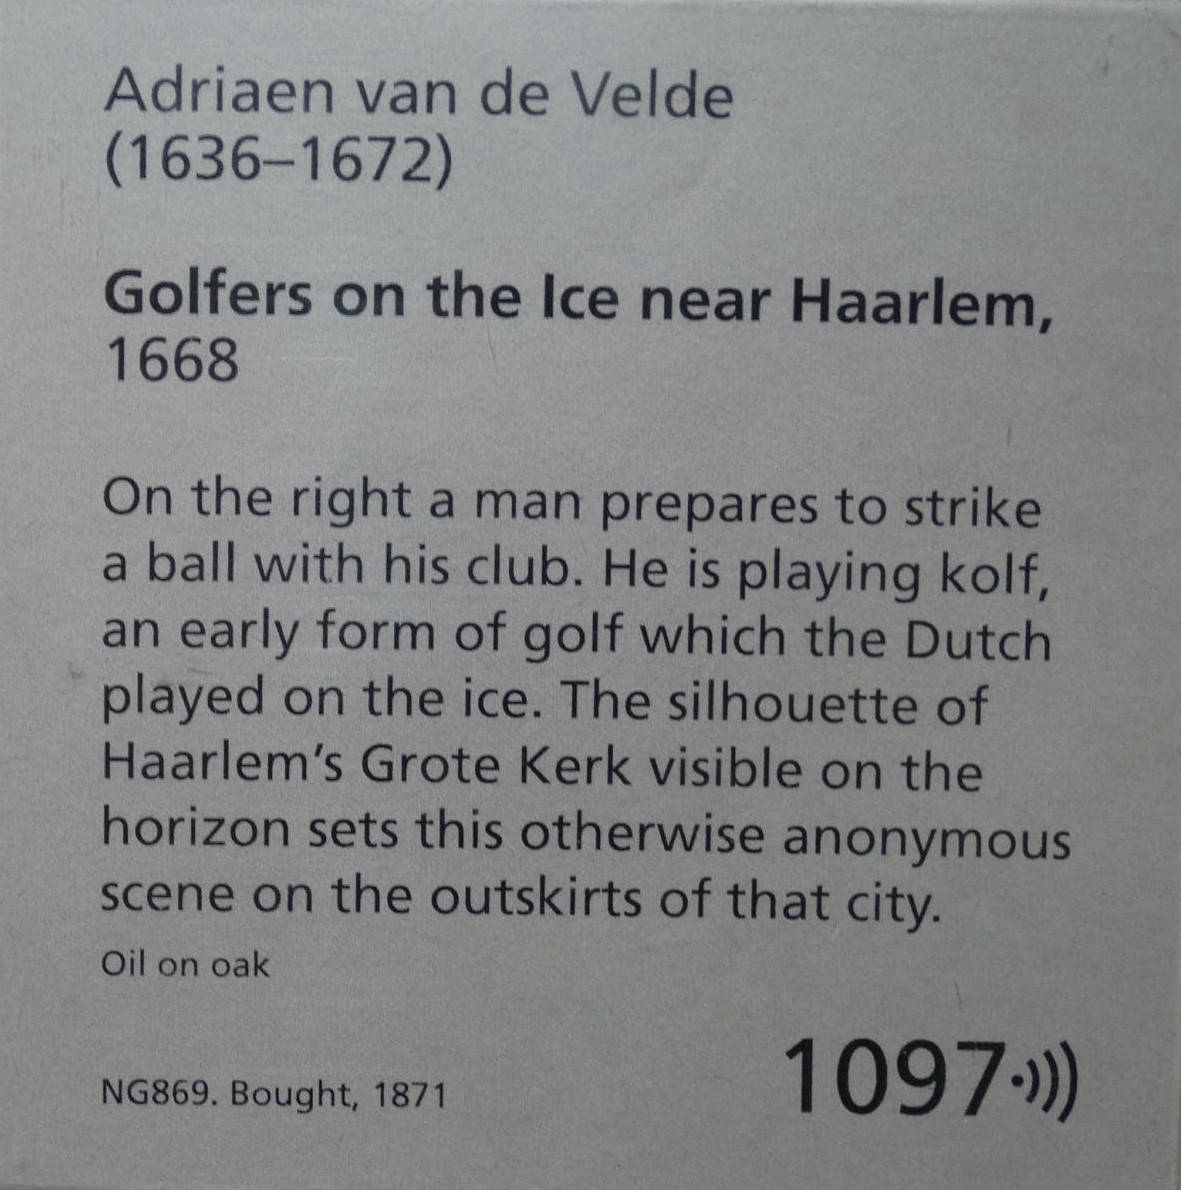 Adriaen van de Velde
(1636–1672)
Golfers on the Ice near Haarlem,
1668
On the right a man prepares to strike
a ball with his club. He is playing kolf,
an early form of golf which the Dutch
played on the ice. The silhouette of
Haarlem's Grote Kerk visible on the
horizon sets this otherwise anonymous
scene on the outskirts of that city.
Oil on oak
NG869. Bought, 1871
1097